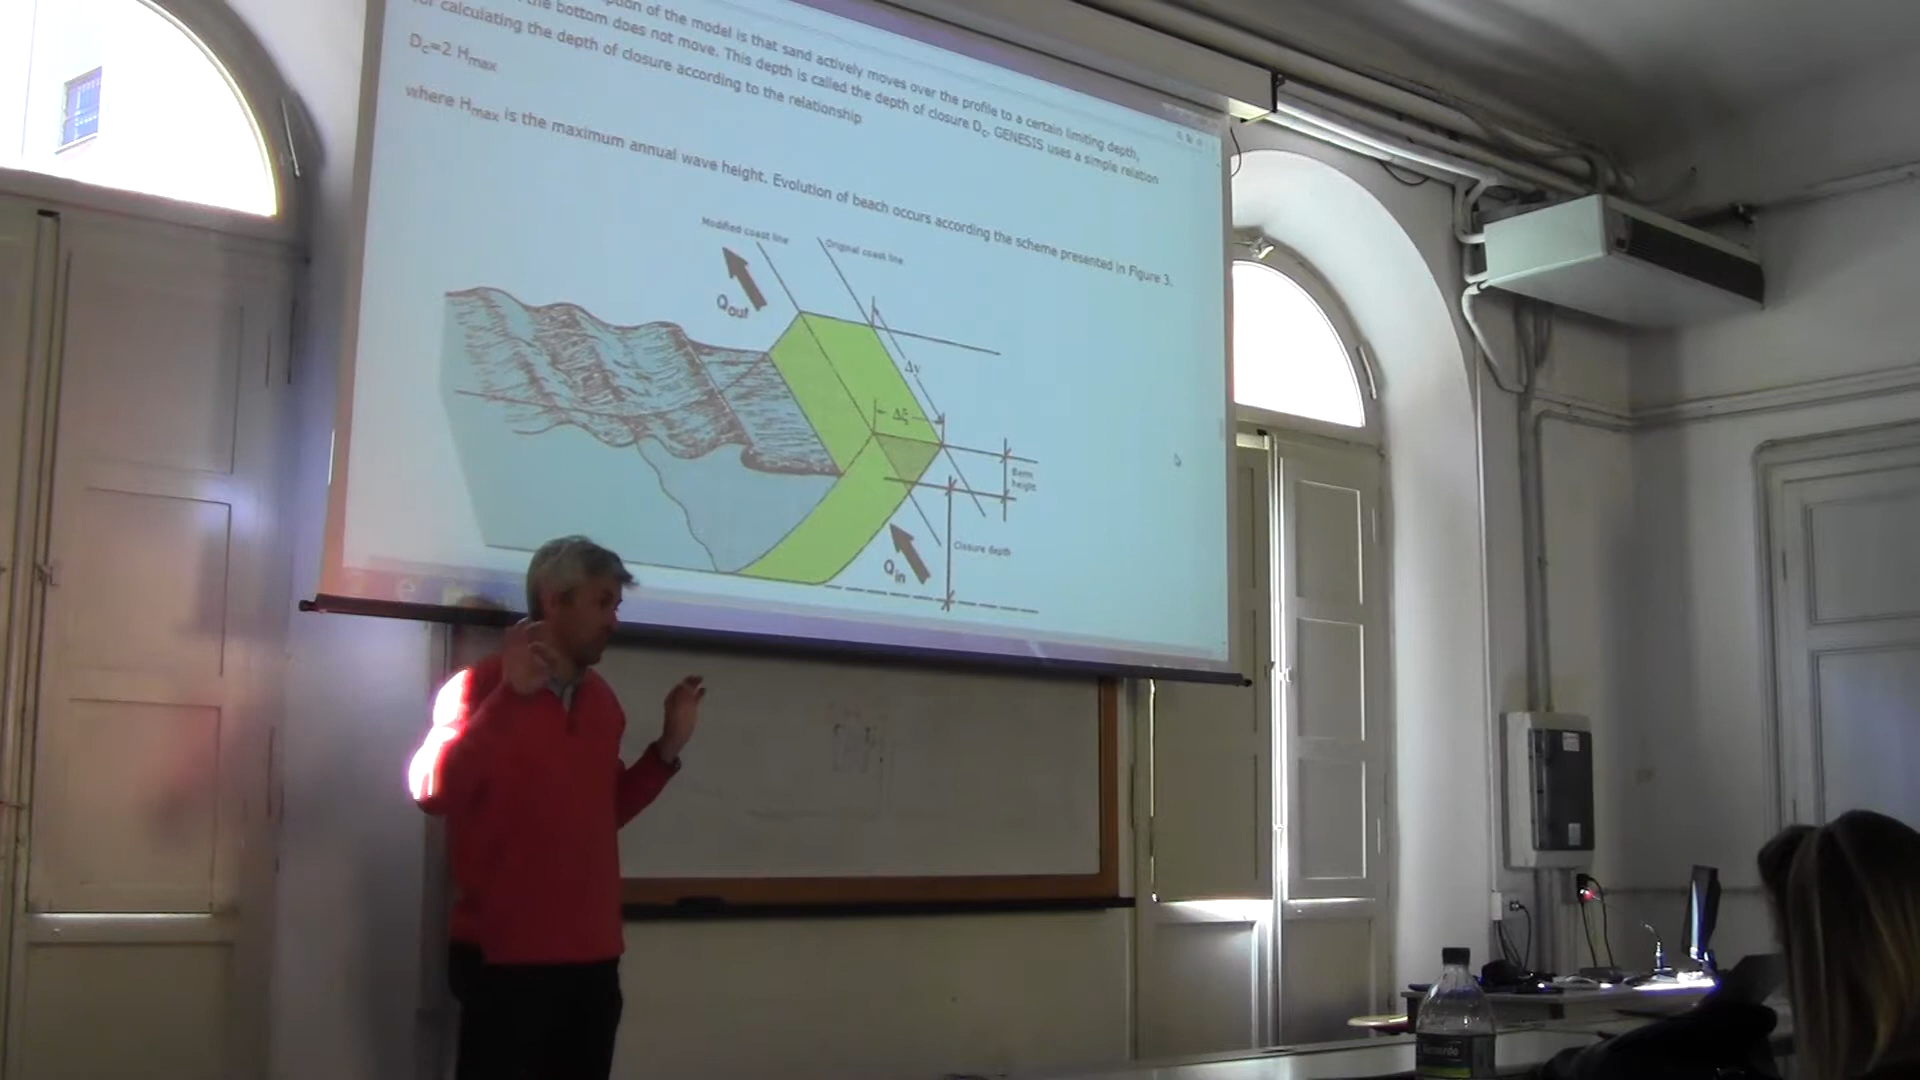 of the model is that sand actively moves over the profile to a certain limiting depth,
the bottom does not move. This depth is called the depth of closure Dc. GENESIS uses a simple relation
for calculating the depth of closure according to the relationship
Dc=2 Hmax
where Hmax is the maximum annual wave height. Evolution of beach occurs according the scheme presented in Figure 3.
Modified coast line
Original coast line
Qout
Δy
Δξ
Berm
height
Closure depth
Qin